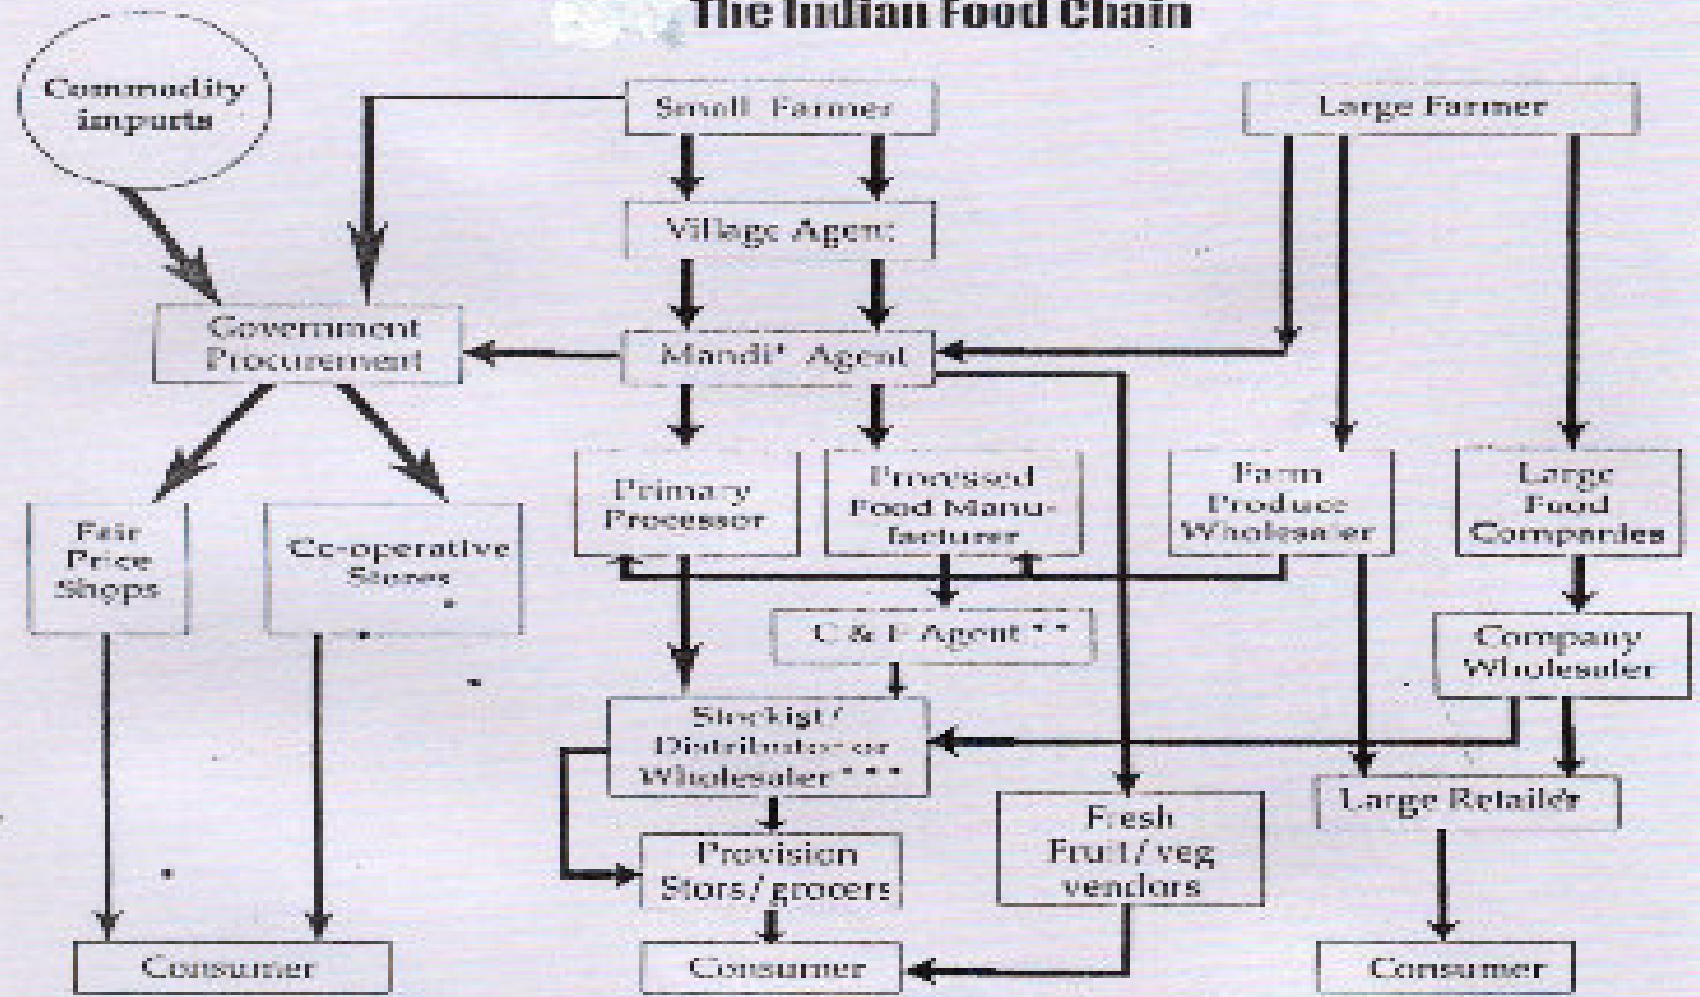 The Indian Food Chain
Commodity
imports
Small Farmer
Large Farmer
Village Agent
Government
Procurement
Mandi* Agent
Primary
Processor
Processed
Food Manu-
facturer
Farm
Produce
Wholesaler
Large
Food
Companies
Fair
Price
Shops
Co-operative
Stores
C & F Agent **
Company
Wholesaler
Stockist/
Distributor or
Wholesaler ***
Large Retailer
Fresh
Fruit/veg
vendors
Provision
Stors/grocers
Consumer
Consumer
Consumer